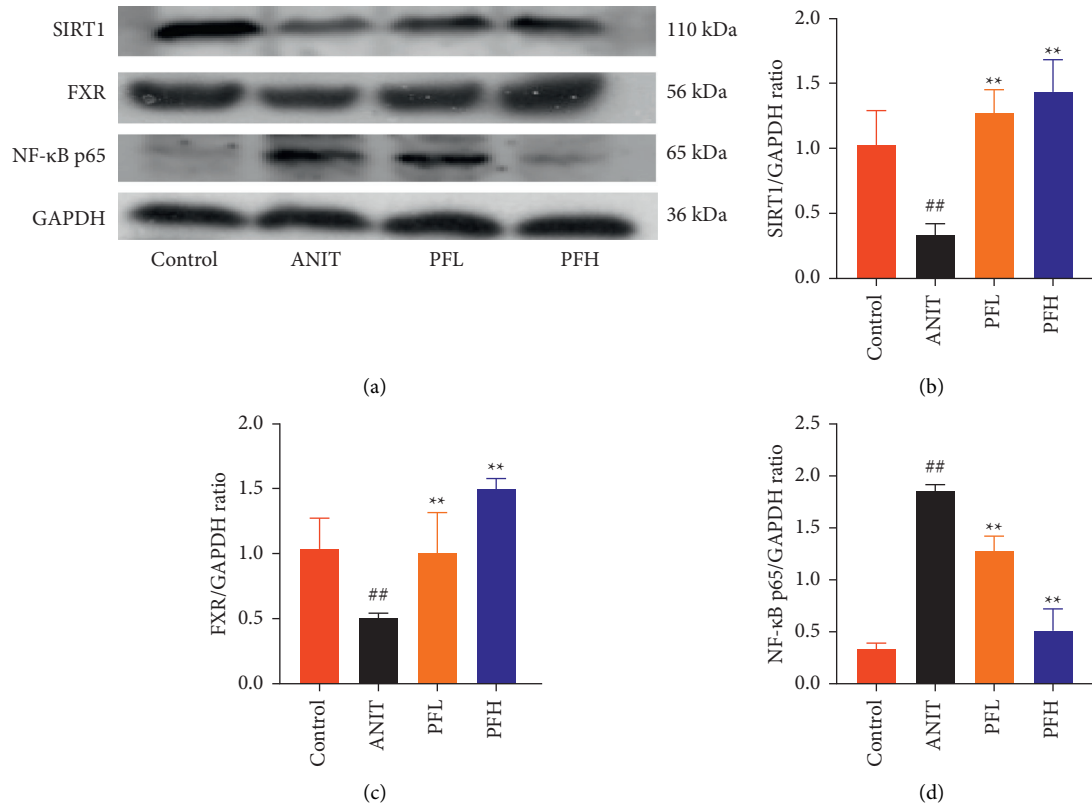 SIRT1 110 kDa
FXR 56 kDa
NF-κB p65 65 kDa
GAPDH 36 kDa
Control ANIT PFL PFH
(a)
SIRT1/GAPDH ratio
2.0
1.5
1.0
0.5
0.0
##
**
**
Control ANIT PFL PFH
(b)
FXR/GAPDH ratio
2.0
1.5
1.0
0.5
0.0
##
**
**
Control ANIT PFL PFH
(c)
NF-κB p65/GAPDH ratio
2.5
2.0
1.5
1.0
0.5
0.0
##
**
**
Control ANIT PFL PFH
(d)